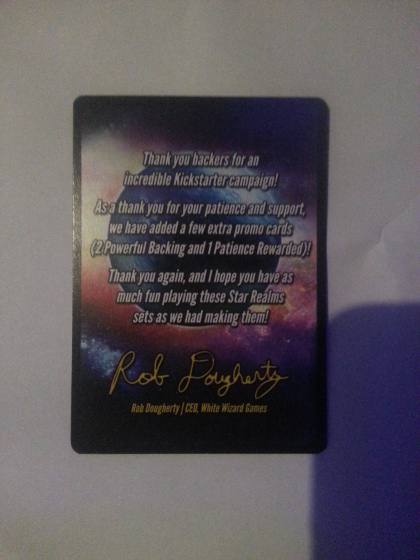 Thank you backers for an
incredible Kickstarter campaign!
As a thank you for your patience and support,
we have added a few extra promo cards
(2 Powerful Backing and 1 Patience Rewarded)!
Thank you again, and I hope you have as
much fun playing these Star Realms
sets as we had making them!
Rob Dougherty
Rob Dougherty | CEO, White Wizard Games